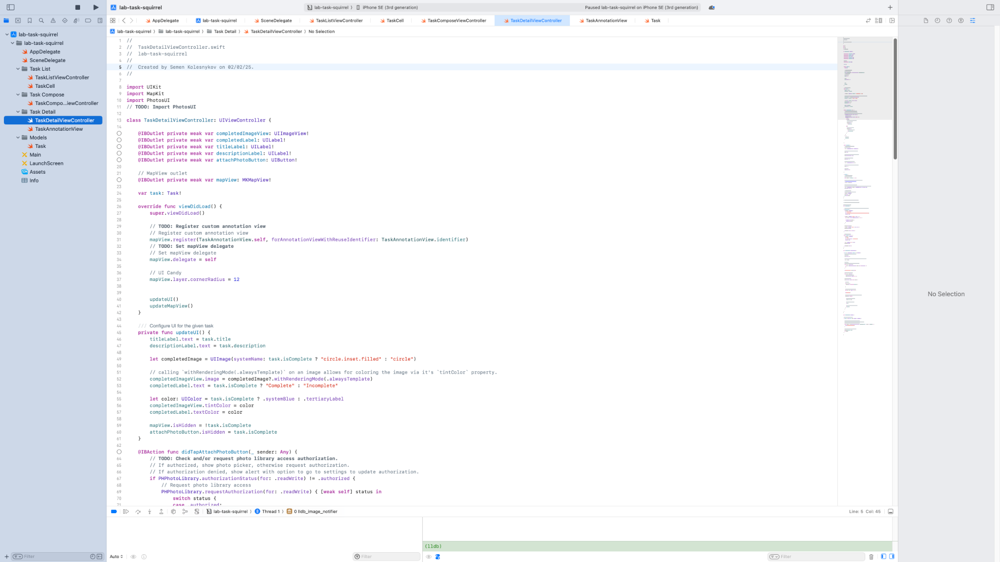 lab-task-squirrel
lab-task-squirrel 〉 iPhone SE (3rd generation)
Paused lab-task-squirrel on iPhone SE (3rd generation)
AppDelegate
lab-task-squirrel
SceneDelegate
TaskListViewController
TaskCell
TaskComposeViewController
TaskDetailViewController
TaskAnnotationView
Task
lab-task-squirrel 〉 lab-task-squirrel 〉 Task Detail 〉 TaskDetailViewController 〉 No Selection
lab-task-squirrel
lab-task-squirrel
AppDelegate
SceneDelegate
Task List
TaskListViewController
TaskCell
Task Compose
TaskCompo...iewController
Task Detail
TaskDetailViewController
TaskAnnotationView
Models
Task
Main
LaunchScreen
Assets
Info
Filter
1 //
2 // TaskDetailViewController.swift
3 // lab-task-squirrel
4 //
5 // Created by Semen Kolesnykov on 02/02/25.
6 //
7
8 import UIKit
9 import MapKit
10 import PhotosUI
11 // TODO: Import PhotosUI
12
13 class TaskDetailViewController: UIViewController {
14
@IBOutlet private weak var completedImageView: UIImageView!
@IBOutlet private weak var completedLabel: UILabel!
@IBOutlet private weak var titleLabel: UILabel!
@IBOutlet private weak var descriptionLabel: UILabel!
@IBOutlet private weak var attachPhotoButton: UIButton!
20
21 // MapView outlet
@IBOutlet private weak var mapView: MKMapView!
23
24 var task: Task!
25
26 override func viewDidLoad() {
27 super.viewDidLoad()
28
29 // TODO: Register custom annotation view
30 // Register custom annotation view
31 mapView.register(TaskAnnotationView.self, forAnnotationViewWithReuseIdentifier: TaskAnnotationView.identifier)
32 // TODO: Set mapView delegate
33 // Set mapView delegate
34 mapView.delegate = self
35
36 // UI Candy
37 mapView.layer.cornerRadius = 12
38
39
40 updateUI()
41 updateMapView()
42 }
43
44 /// Configure UI for the given task
45 private func updateUI() {
46 titleLabel.text = task.title
47 descriptionLabel.text = task.description
48
49 let completedImage = UIImage(systemName: task.isComplete ? "circle.inset.filled" : "circle")
50
51 // calling `withRenderingMode(.alwaysTemplate)` on an image allows for coloring the image via it's `tintColor` property.
52 completedImageView.image = completedImage?.withRenderingMode(.alwaysTemplate)
53 completedLabel.text = task.isComplete ? "Complete" : "Incomplete"
54
55 let color: UIColor = task.isComplete ? .systemBlue : .tertiaryLabel
56 completedImageView.tintColor = color
57 completedLabel.textColor = color
58
59 mapView.isHidden = !task.isComplete
60 attachPhotoButton.isHidden = task.isComplete
61 }
62
@IBAction func didTapAttachPhotoButton(_ sender: Any) {
64 // TODO: Check and/or request photo library access authorization.
65 // If authorized, show photo picker, otherwise request authorization.
66 // If authorization denied, show alert with option to go to settings to update authorization.
67 if PHPhotoLibrary.authorizationStatus(for: .readWrite) != .authorized {
68 // Request photo library access
69 PHPhotoLibrary.requestAuthorization(for: .readWrite) { [weak self] status in
70 switch status {
71 case .authorized:
No Selection
lab-task-squirrel 〉 Thread 1 〉 0 lldb_image_notifier
Line: 5 Col: 45
(lldb)
Auto
Filter
Filter